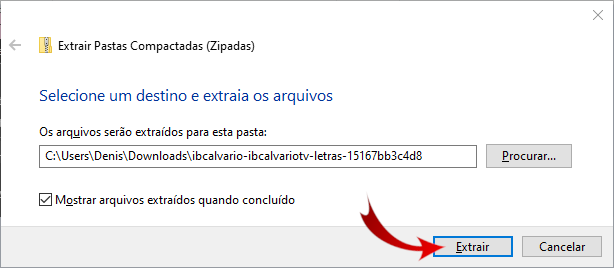 Extrair Pastas Compactadas (Zipadas)
Selecione um destino e extraia os arquivos
Os arquivos serão extraídos para esta pasta:
C:\Users\Denis\Downloads\ibcalvario-ibcalvariotv-letras-15167bb3c4d8
Procurar...
Mostrar arquivos extraídos quando concluído
Extrair
Cancelar